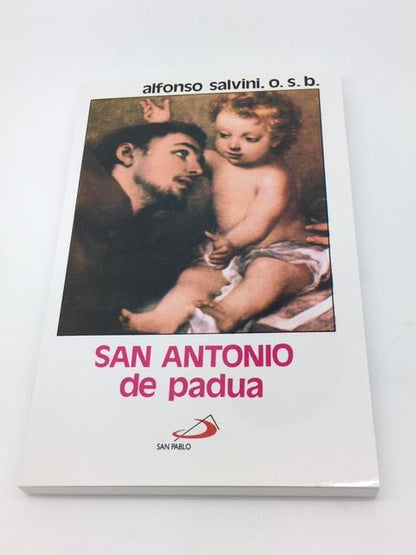 alfonso salvini, o. s. b.
SAN ANTONIO
de padua
SAN PABLO